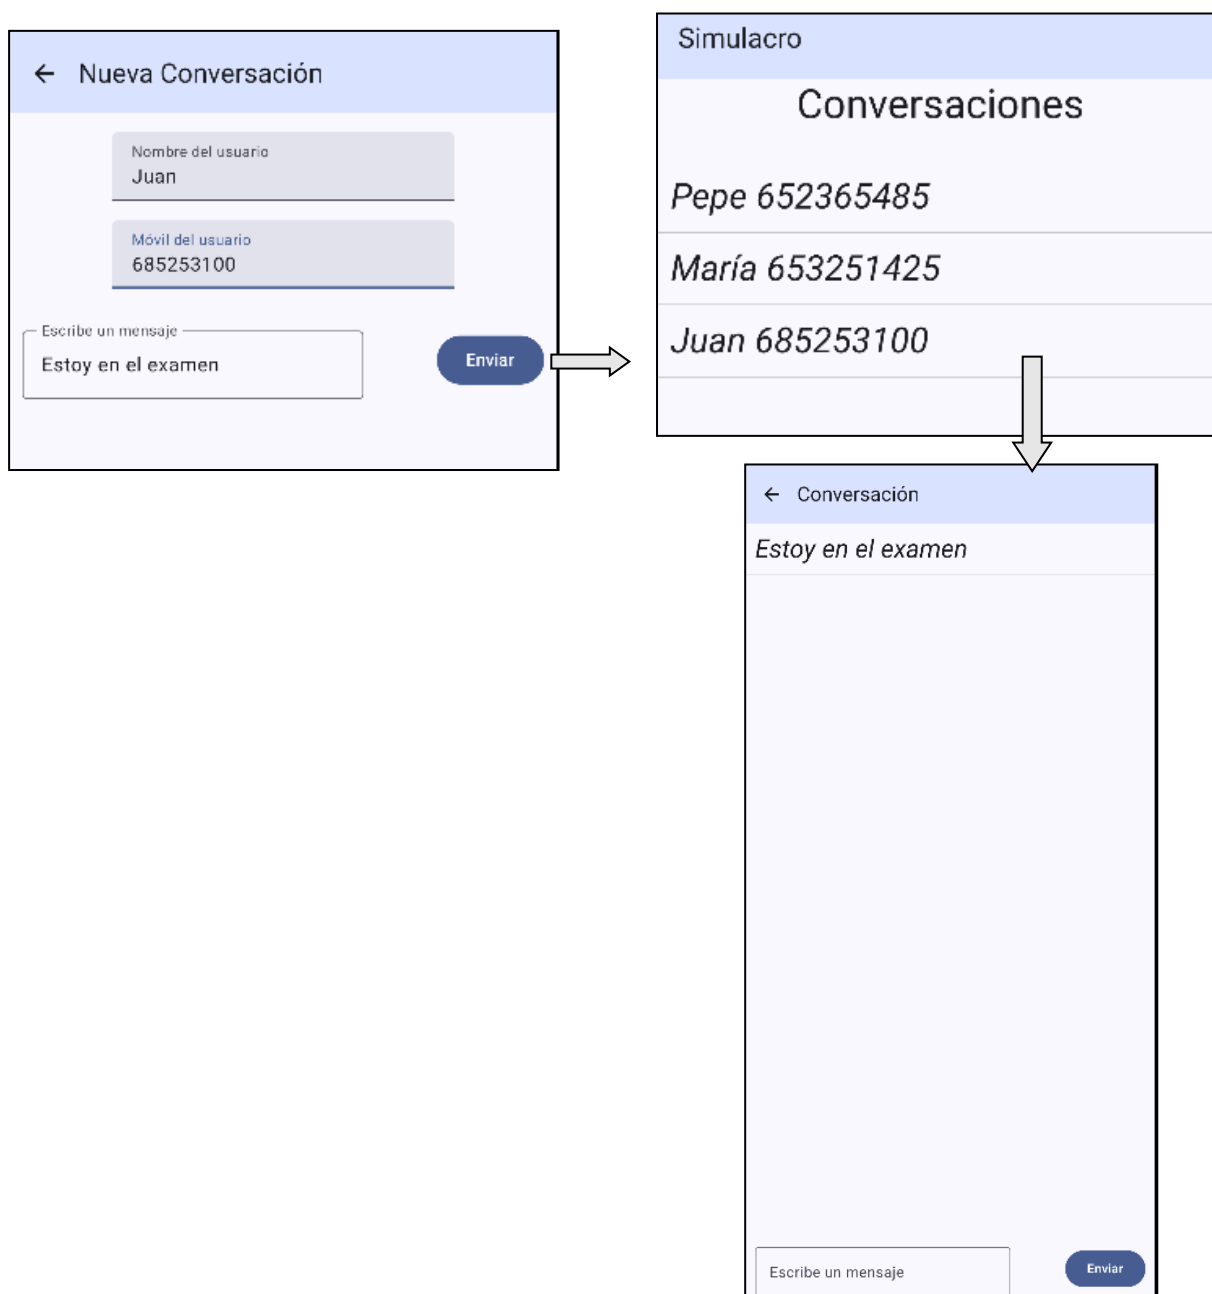 Nueva Conversación
Nombre del usuario
Juan
Móvil del usuario
685253100
Escribe un mensaje
Estoy en el examen
Enviar
Simulacro
Conversaciones
Pepe 652365485
María 653251425
Juan 685253100
Conversación
Estoy en el examen
Escribe un mensaje
Enviar